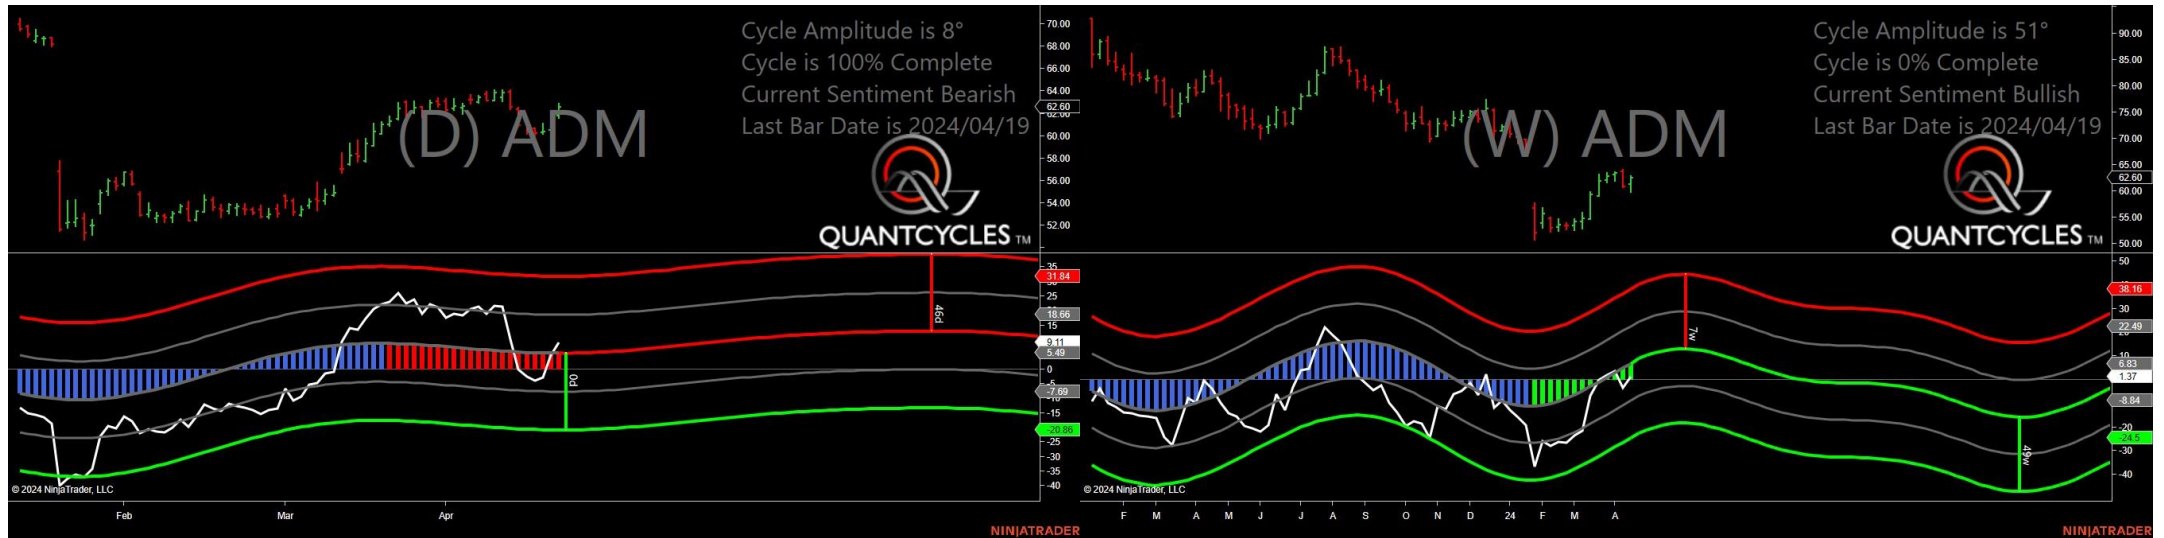 Cycle Amplitude is 8°
Cycle is 100% Complete
Current Sentiment Bearish
Last Bar Date is 2024/04/19
(D) ADM
QUANTCYCLES TM
70.00
68.00
66.00
64.00
62.60
62.00
60.00
58.00
56.00
54.00
52.00
35
31.84
25
18.66
15
9.11
5.49
0
-5
-7.69
-10
-15
-20.86
-25
-30
-35
-40
46d
0d
© 2024 NinjaTrader, LLC
Feb Mar Apr
NINJATRADER
Cycle Amplitude is 51°
Cycle is 0% Complete
Current Sentiment Bullish
Last Bar Date is 2024/04/19
(W) ADM
QUANTCYCLES TM
90.00
85.00
80.00
75.00
70.00
65.00
62.60
60.00
55.00
50.00
50
38.16
30
22.49
10
6.83
1.37
-8.84
-20
-24.5
-30
-40
7w
49w
© 2024 NinjaTrader, LLC
F M A M J J A S O N D 24 F M A
NINJATRADER